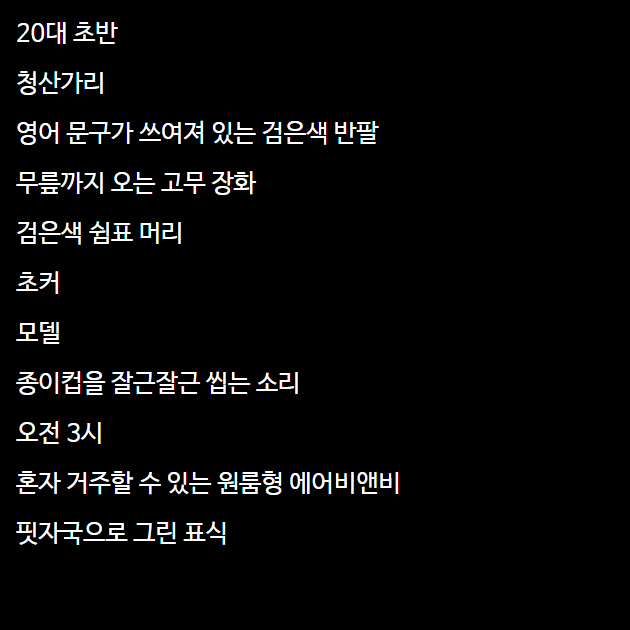 20대 초반
청산가리
영어 문구가 쓰여져 있는 검은색 반팔
무릎까지 오는 고무 장화
검은색 쉼표 머리
초커
모델
종이컵을 잘근잘근 씹는 소리
오전 3시
혼자 거주할 수 있는 원룸형 에어비앤비
핏자국으로 그린 표식